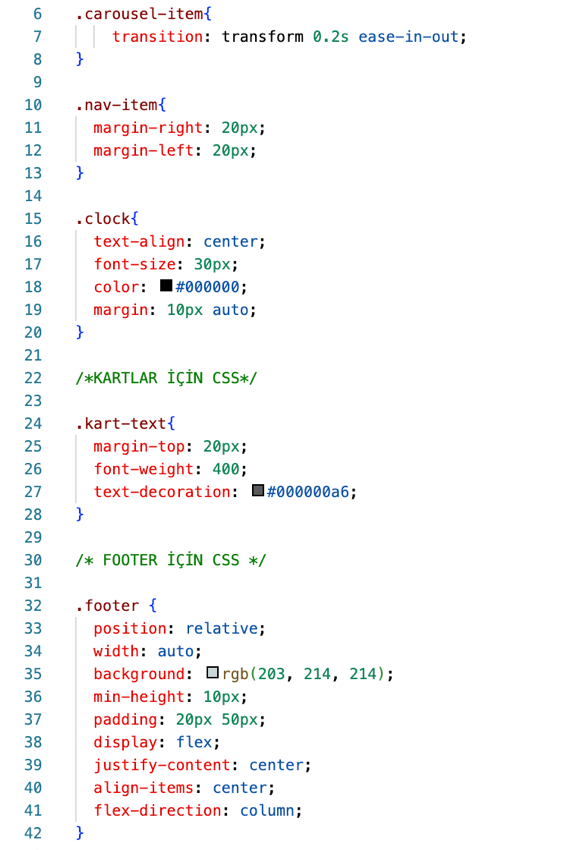 6 .carousel-item{
7 transition: transform 0.2s ease-in-out;
8 }
9
10 .nav-item{
11 margin-right: 20px;
12 margin-left: 20px;
13 }
14
15 .clock{
16 text-align: center;
17 font-size: 30px;
18 color: #000000;
19 margin: 10px auto;
20 }
21
22 /*KARTLAR İÇİN CSS*/
23
24 .kart-text{
25 margin-top: 20px;
26 font-weight: 400;
27 text-decoration: #000000a6;
28 }
29
30 /* FOOTER İÇİN CSS */
31
32 .footer {
33 position: relative;
34 width: auto;
35 background: rgb(203, 214, 214);
36 min-height: 10px;
37 padding: 20px 50px;
38 display: flex;
39 justify-content: center;
40 align-items: center;
41 flex-direction: column;
42 }